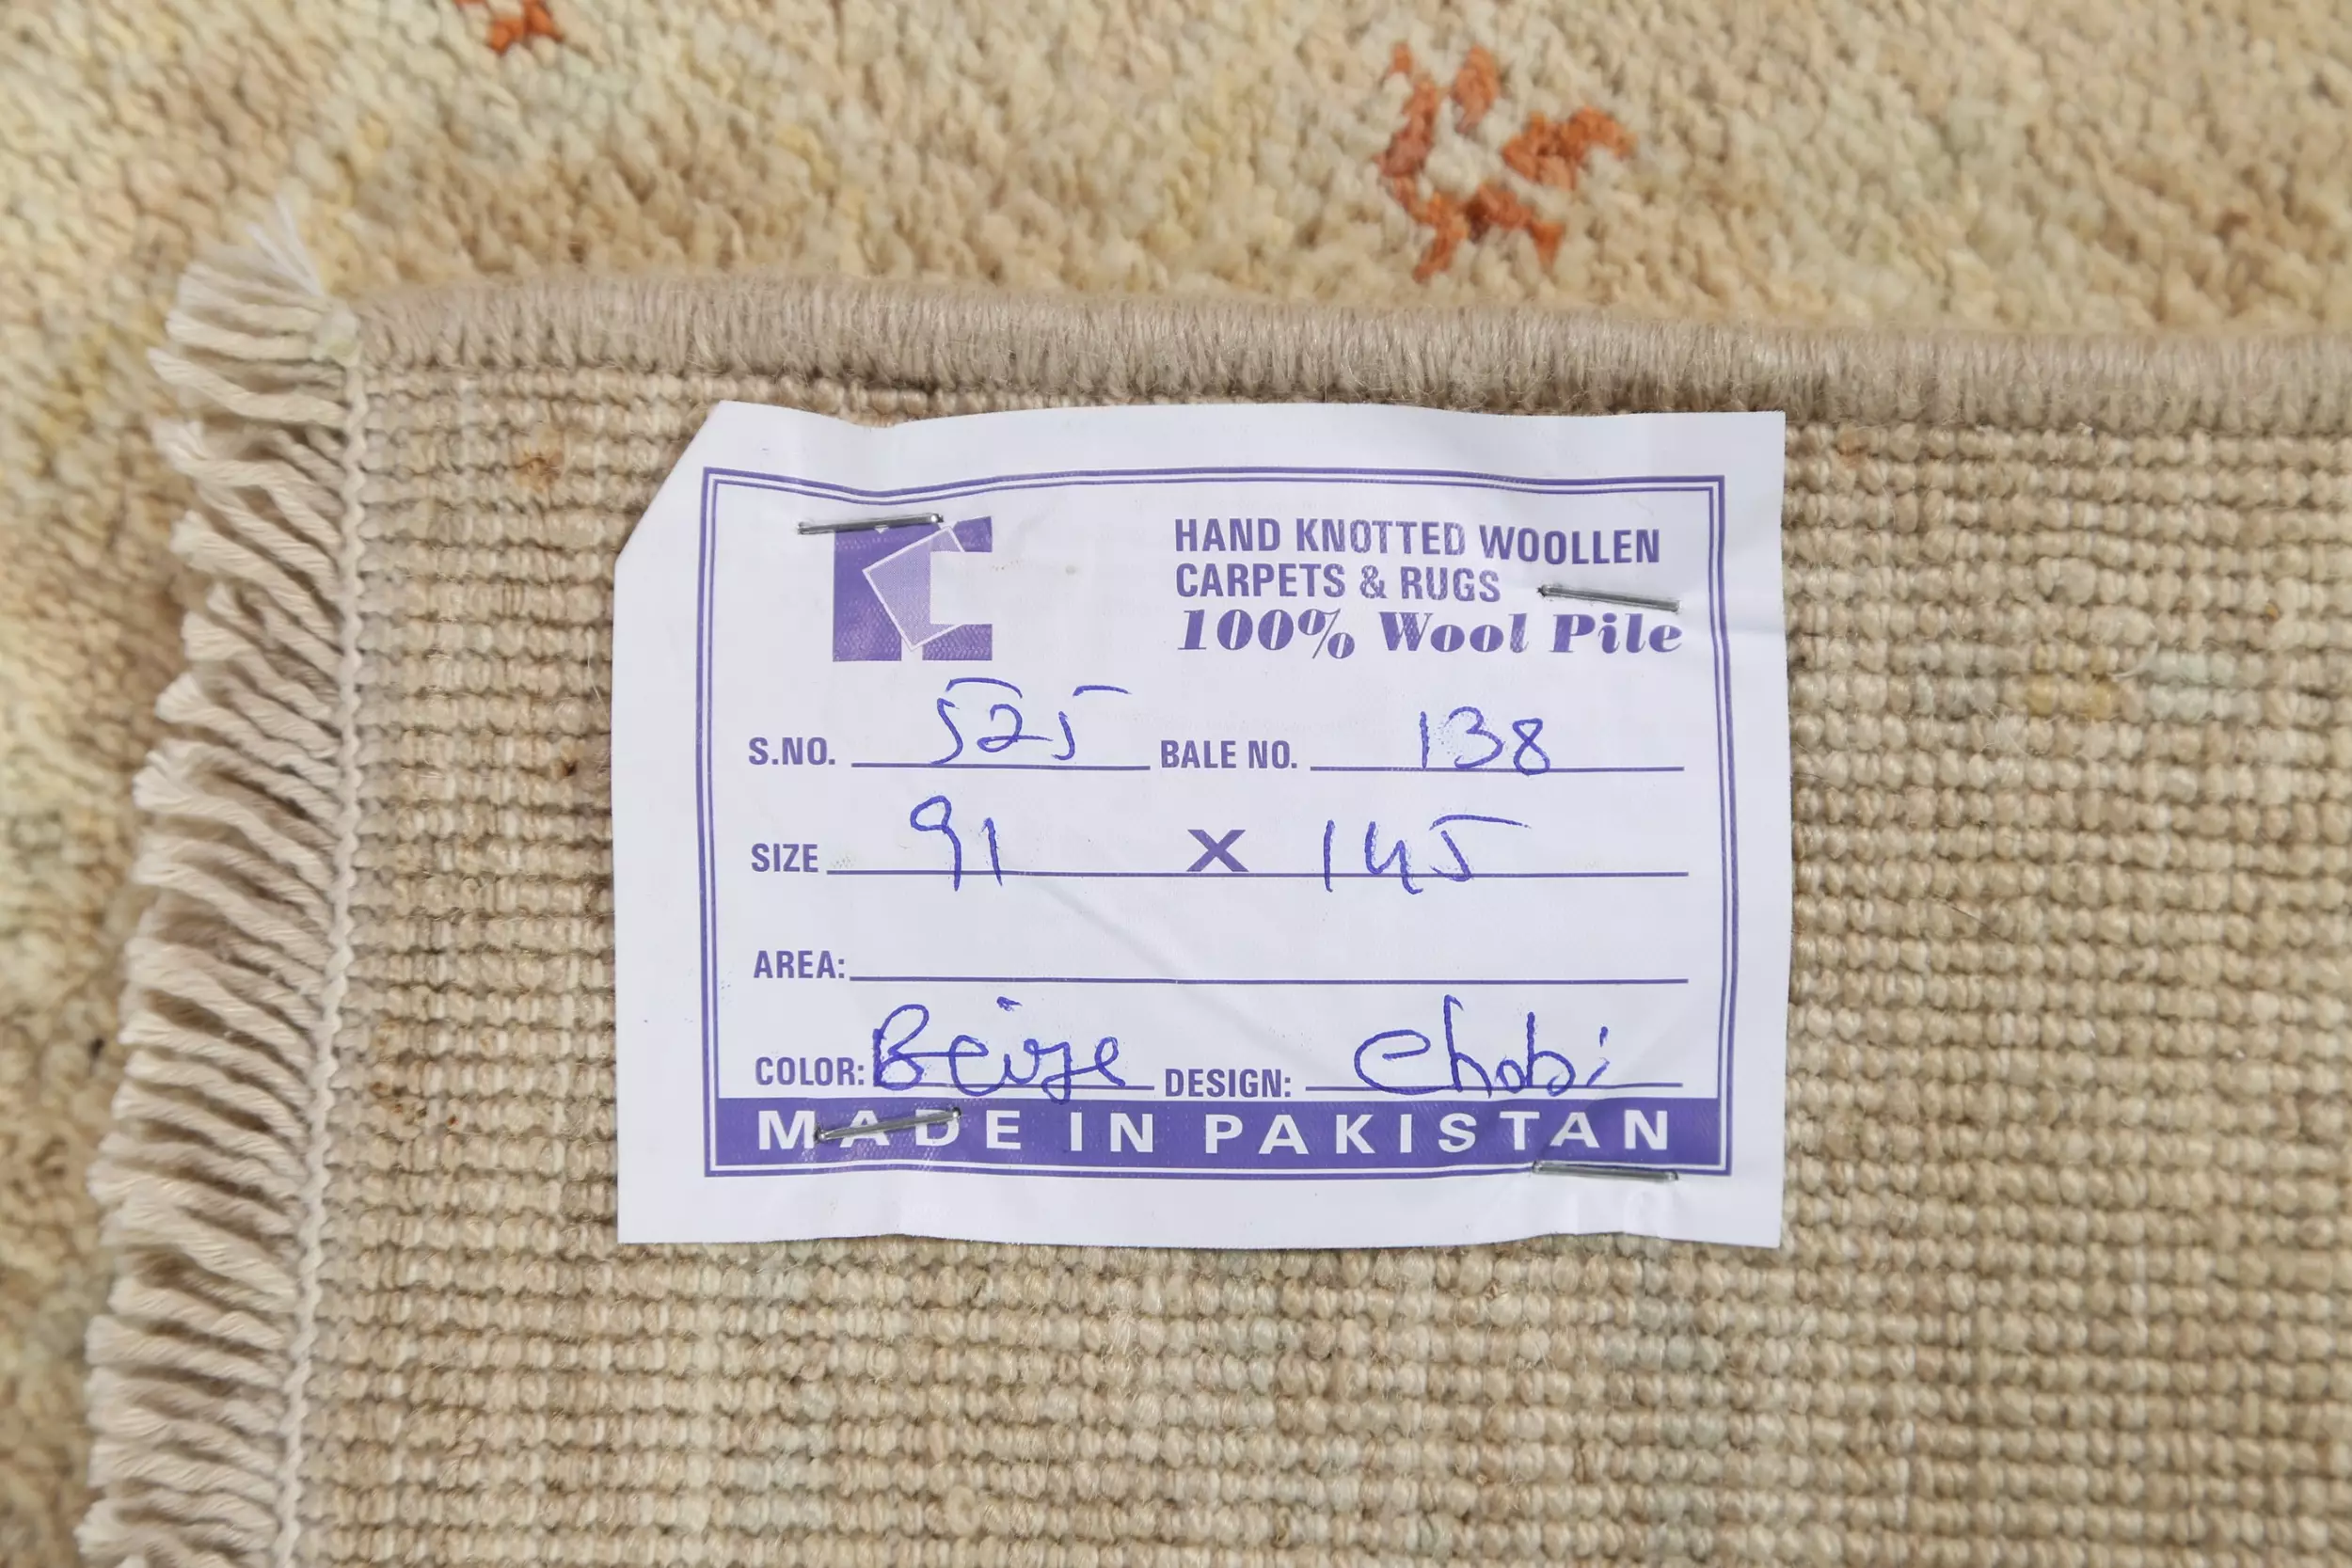 HAND KNOTTED WOOLLEN
CARPETS & RUGS
100% Wool Pile
S.NO. 525 BALE NO. 138
SIZE 91 X 145
AREA:
COLOR: Beige DESIGN: Chobi
MADE IN PAKISTAN